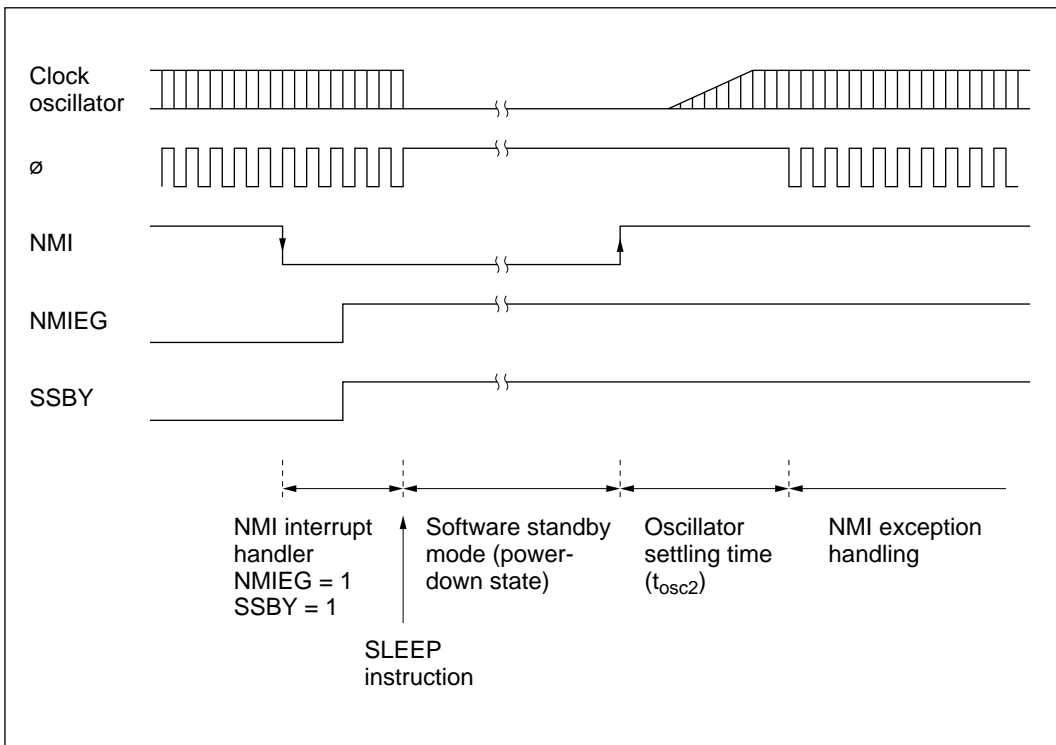 Clock
oscillator
ø
NMI
NMIEG
SSBY
NMI interrupt
handler
NMIEG = 1
SSBY = 1
Software standby
mode (power-
down state)
Oscillator
settling time
(tosc2)
NMI exception
handling
SLEEP
instruction